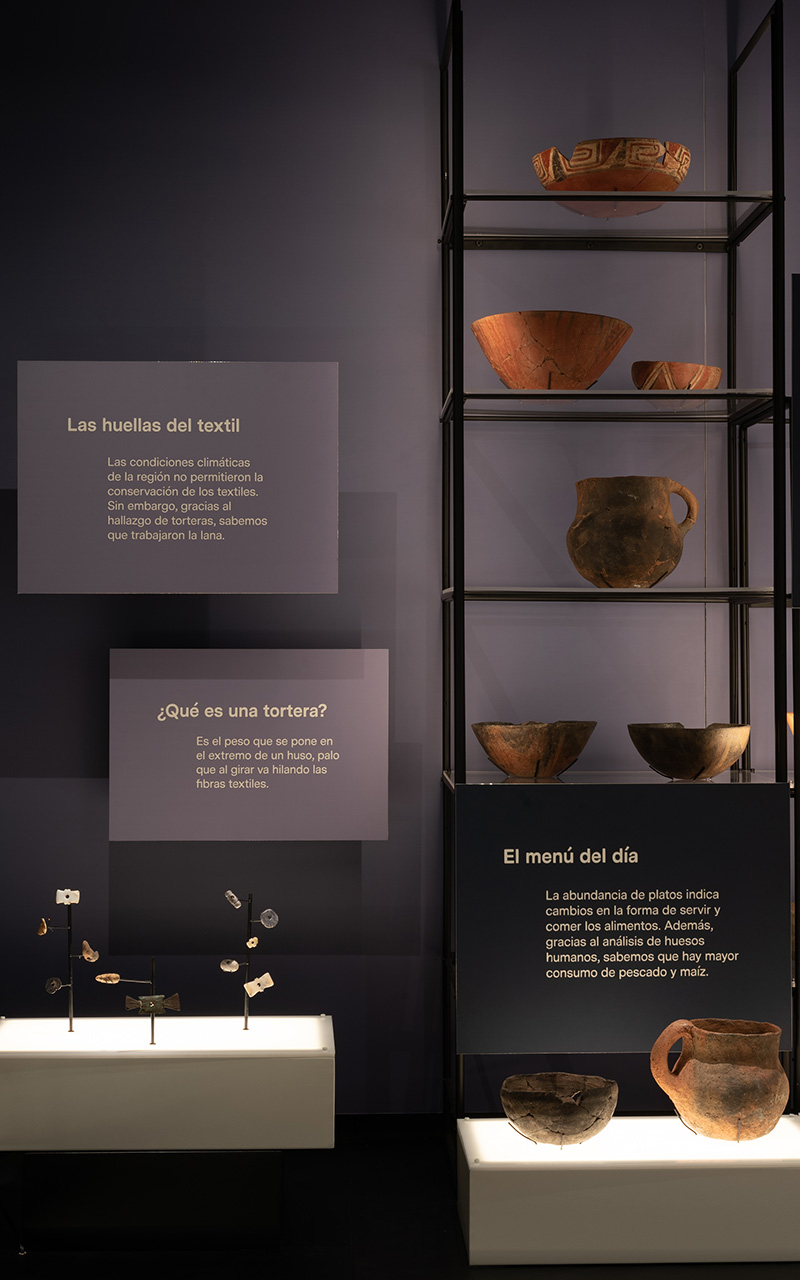 Las huellas del textil
Las condiciones climáticas
de la región no permitieron la
conservación de los textiles.
Sin embargo, gracias al
hallazgo de torteras, sabemos
que trabajaron la lana.
¿Qué es una tortera?
Es el peso que se pone en
el extremo de un huso, palo
que al girar va hilando las
fibras textiles.
El menú del día
La abundancia de platos indica
cambios en la forma de servir y
comer los alimentos. Además,
gracias al análisis de huesos
humanos, sabemos que hay mayor
consumo de pescado y maíz.